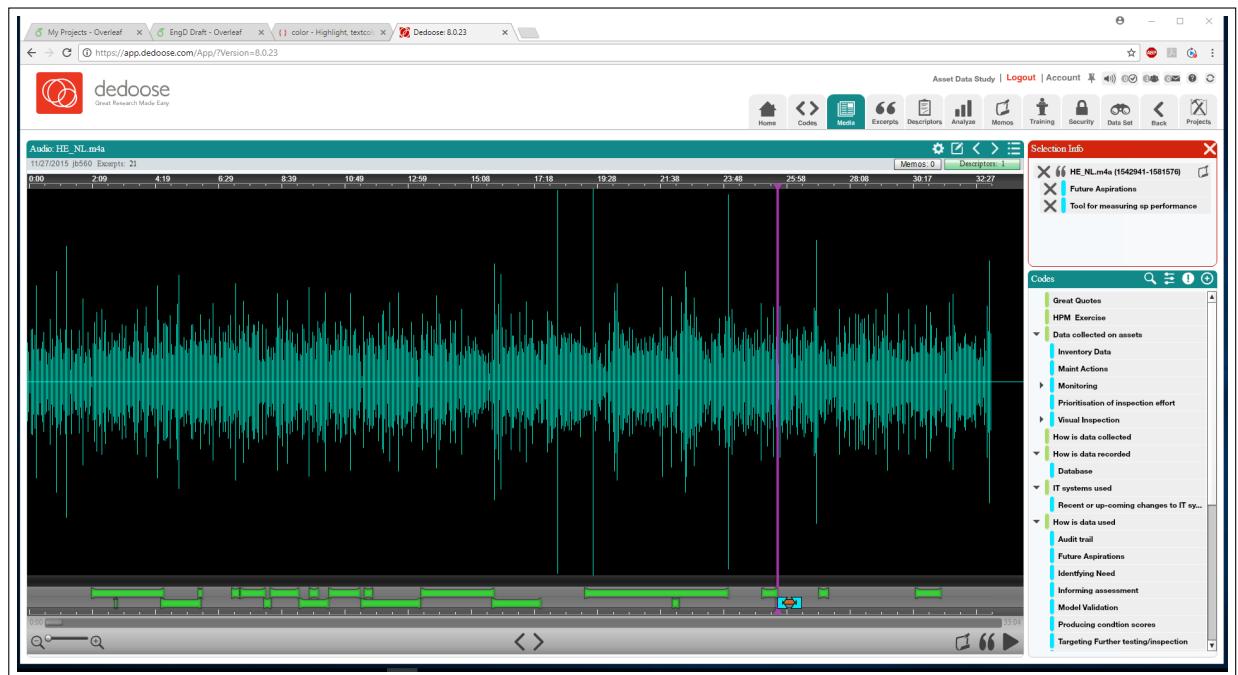 My Projects - Overleaf
EngD Draft - Overleaf
{ } color - Highlight, textcol
Dedoose: 8.0.23
https://app.dedoose.com/App/?Version=8.0.23
dedoose
Great Research Made Easy
Asset Data Study | Logout | Account
Home Codes Media Excerpts Descriptors Analyze Memos Training Security Data Set Back Projects
Audio: HE_NL.m4a
11/27/2015 jb560 Excerpts: 21
Memos: 0
Descriptors: 1
0:00 2:09 4:19 6:29 8:39 10:49 12:59 15:08 17:18 19:28 21:38 23:48 25:58 28:08 30:17 32:27
0:00
33:04
Selection Info
HE_NL.m4a (1542941-1581576)
Future Aspirations
Tool for measuring sp performance
Codes
Great Quotes
HPM Exercise
Data collected on assets
Inventory Data
Maint Actions
Monitoring
Prioritisation of inspection effort
Visual Inspection
How is data collected
How is data recorded
Database
IT systems used
Recent or up-coming changes to IT sy...
How is data used
Audit trail
Future Aspirations
Identfying Need
Informing assessment
Model Validation
Producing condtion scores
Targeting Further testing/inspection